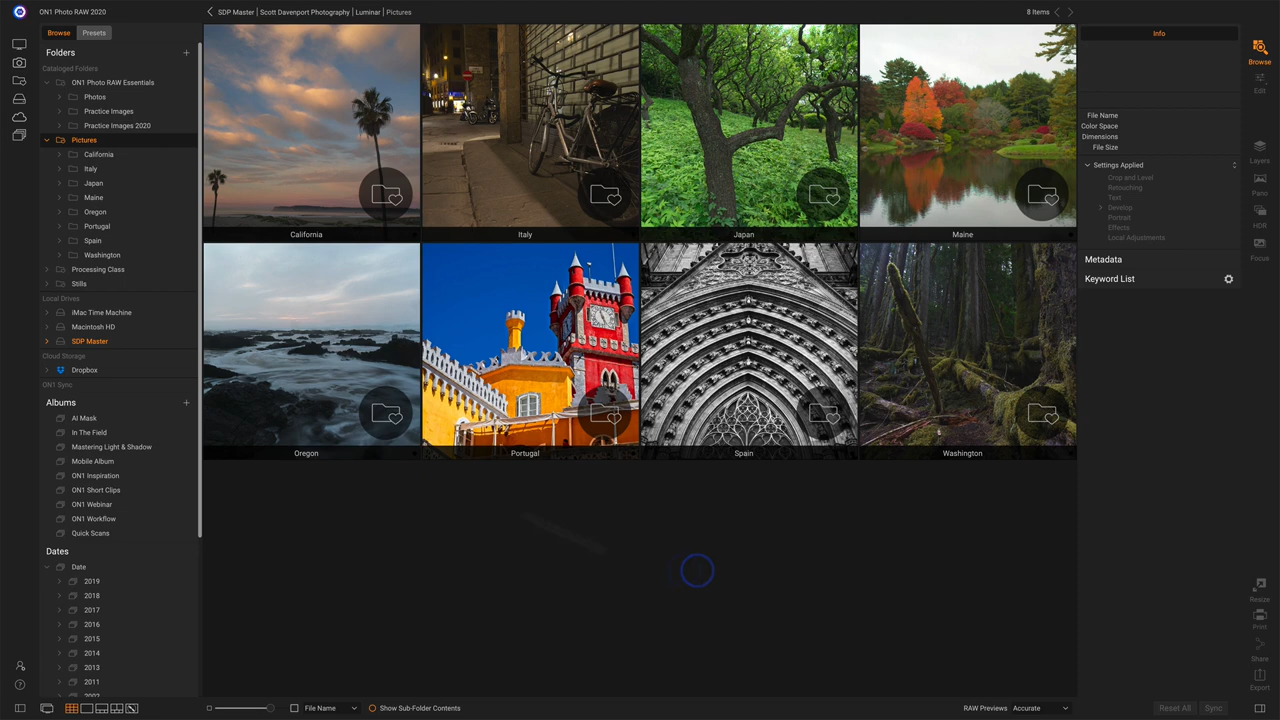 ON1 Photo RAW 2020
SDP Master | Scott Davenport Photography | Luminar | Pictures
8 Items
Browse
Presets
Folders
Cataloged Folders
ON1 Photo RAW Essentials
Photos
Practice Images
Practice Images 2020
Pictures
California
Italy
Japan
Maine
Oregon
Portugal
Spain
Washington
Processing Class
Stills
Local Drives
iMac Time Machine
Macintosh HD
SDP Master
Cloud Storage
Dropbox
ON1 Sync
Albums
AI Mask
In The Field
Mastering Light & Shadow
Mobile Album
ON1 Inspiration
ON1 Short Clips
ON1 Webinar
ON1 Workflow
Quick Scans
Dates
Date
2019
2018
2017
2016
2015
2014
2013
2011
2002
California
Italy
Japan
Maine
Oregon
Portugal
Spain
Washington
File Name
Show Sub-Folder Contents
RAW Previews Accurate
Info
File Name
Color Space
Dimensions
File Size
Settings Applied
Crop and Level
Retouching
Text
Develop
Portrait
Effects
Local Adjustments
Metadata
Keyword List
Reset All
Sync
Browse
Edit
Layers
Pano
HDR
Focus
Resize
Print
Share
Export